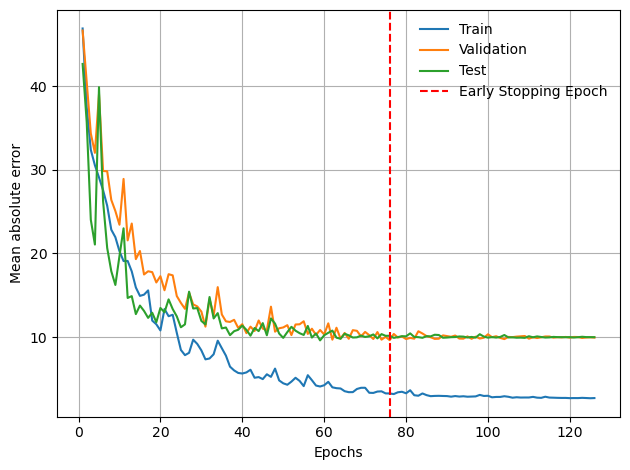 Train
Validation
Test
Early Stopping Epoch
40
30
20
10
Mean absolute error
0
20
40
60
80
100
120
Epochs